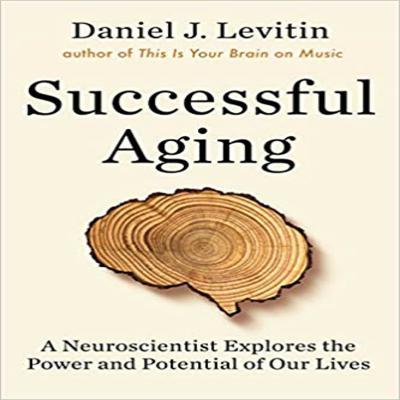 Daniel J. Levitin
author of This Is Your Brain on Music
Successful
Aging
A Neuroscientist Explores the
Power and Potential of Our Lives